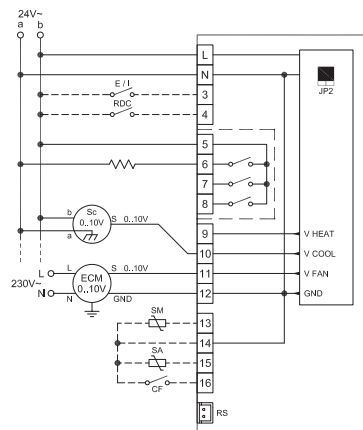 24V~
a b
L
N
JP2
E / I
3
RDC
4
5
6
7
8
b Sc S 0..10V
a
9 V HEAT
10 V COOL
L L ECM S 0..10V 11 V FAN
230V~ 0..10V
N N GND 12 GND
SM
13
14
SA
15
16
CF
RS